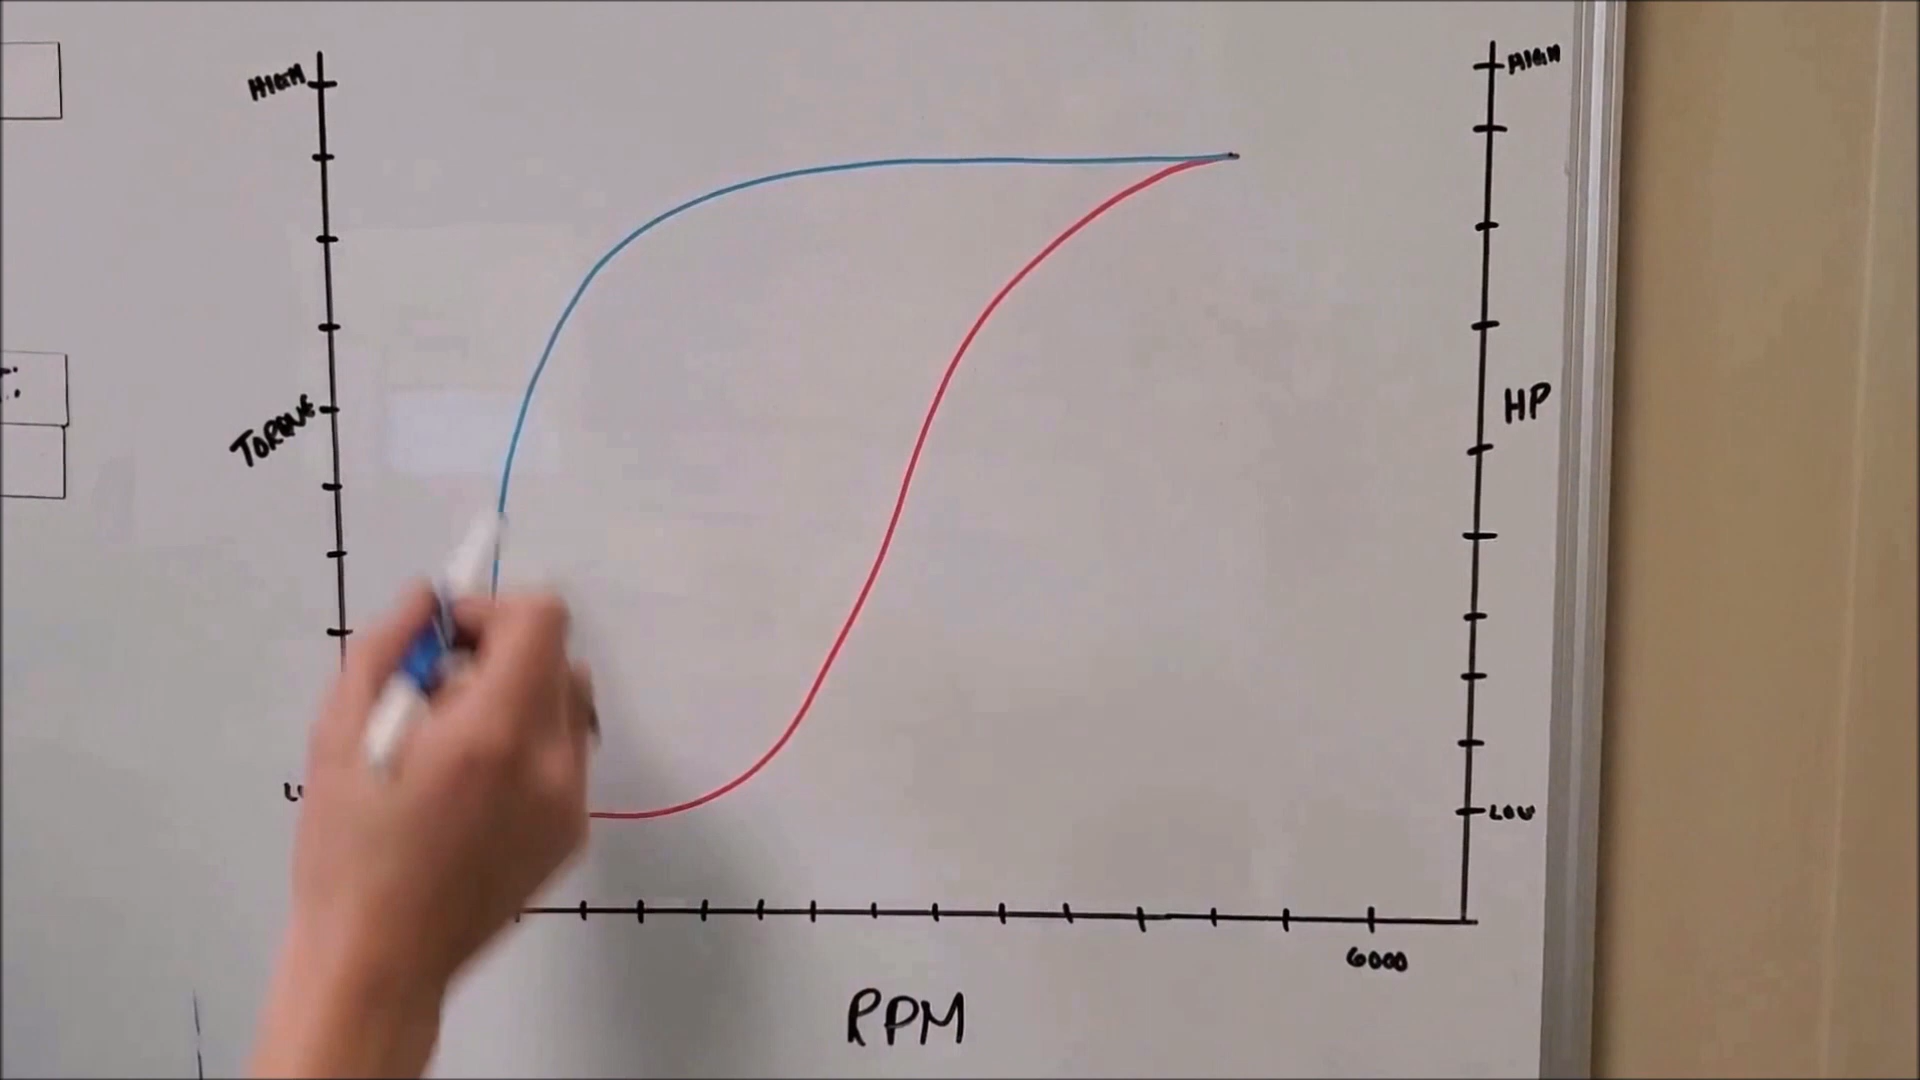 HIGH
HIGH
TORQUE
HP
LOW
6000
RPM